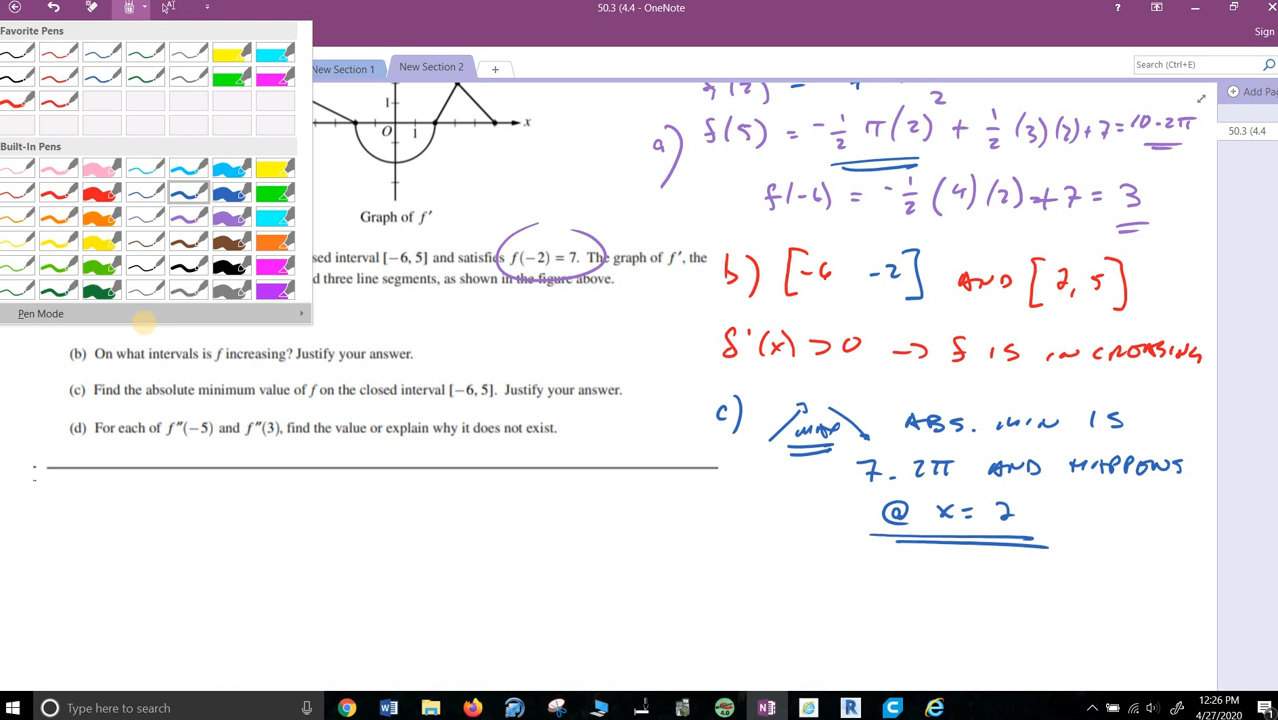 50.3 (4.4 - OneNote
?
Sign
Favorite Pens
New Section 1
New Section 2
+
Search (Ctrl+E)
Add Pa
50.3 (4.4
f(2) =
2
1
O
1
x
a) f(5) = -1/2 π(2)² + 1/2 (3)(2)+7=10-2π
Built-In Pens
f(-6) = -1/2 (4)(2)+7 = 3
Graph of f′
sed interval [−6, 5] and satisfies f(−2) = 7. The graph of f′, the
d three line segments, as shown in the figure above.
b) [-6 -2] AND [2, 5]
Pen Mode
f'(x) >0 → f IS INCREASING
(b) On what intervals is f increasing? Justify your answer.
(c) Find the absolute minimum value of f on the closed interval [−6, 5]. Justify your answer.
(d) For each of f″(−5) and f″(3), find the value or explain why it does not exist.
c) MAX ABS. MIN IS
7-2π AND HAPPENS
@ x = 2
Type here to search
12:26 PM
4/27/2020